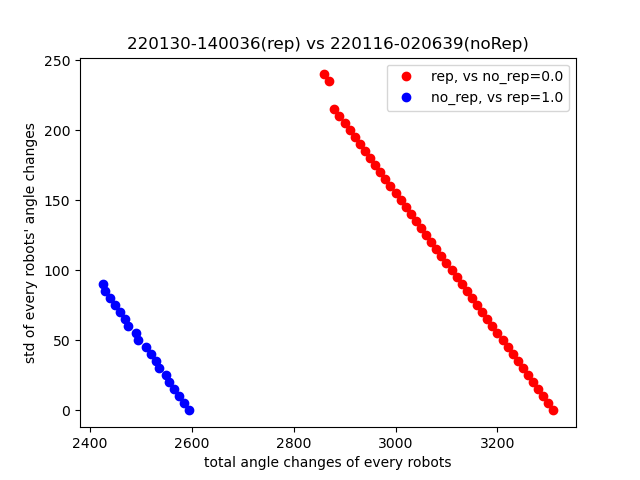 220130-140036(rep) vs 220116-020639(noRep)
rep, vs no_rep=0.0
no_rep, vs rep=1.0
std of every robots' angle changes
250
200
150
100
50
0
2400 2600 2800 3000 3200
total angle changes of every robots